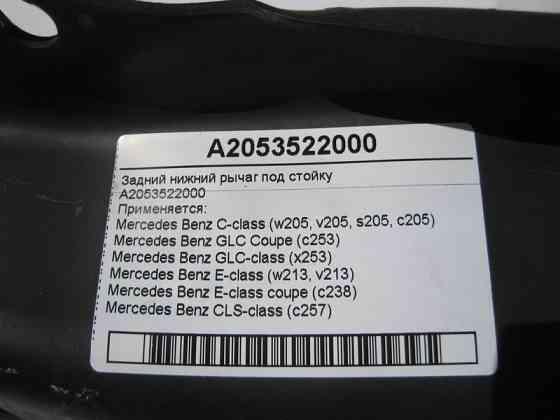 A2053522000
Задний нижний рычаг под стойку
A2053522000
Применяется:
Mercedes Benz C-class (w205, v205, s205, c205)
Mercedes Benz GLC Coupe (c253)
Mercedes Benz GLC-class (x253)
Mercedes Benz E-class (w213, v213)
Mercedes Benz E-class coupe (c238)
Mercedes Benz CLS-class (c257)